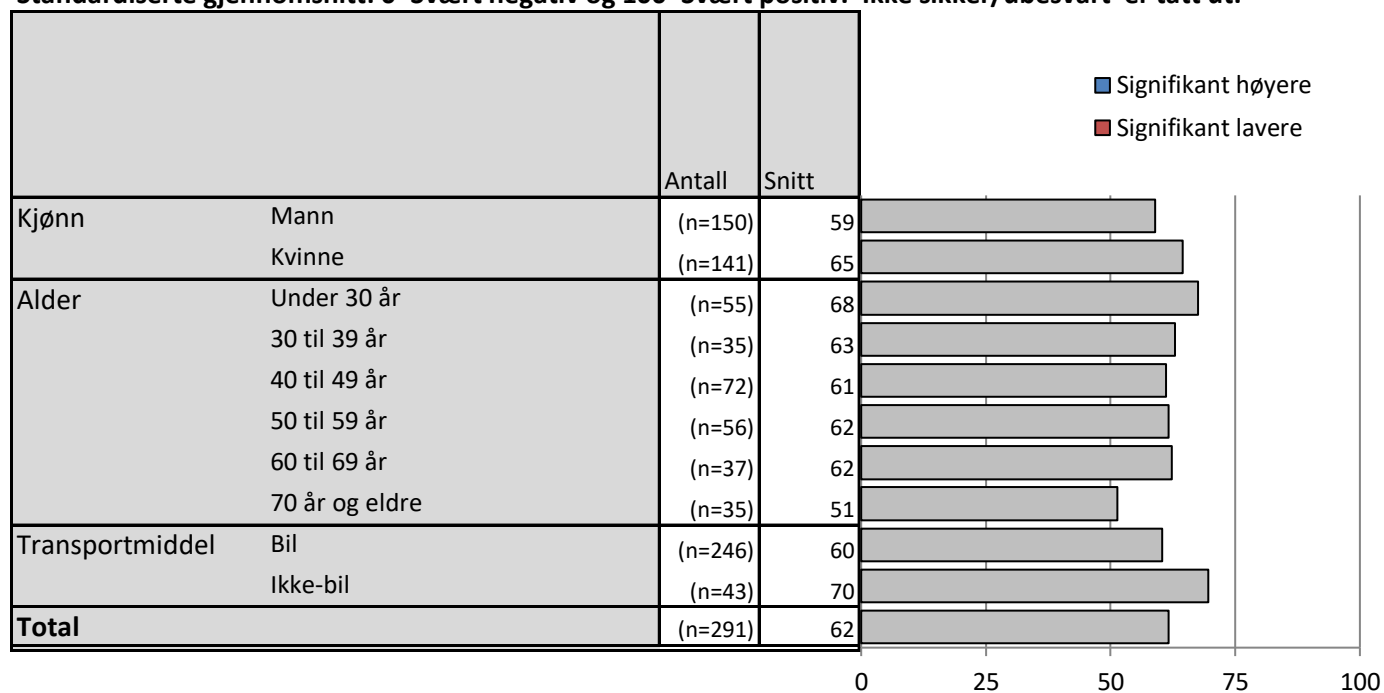 Signifikant høyere
Signifikant lavere
Antall Snitt
Kjønn Mann (n=150) 59
Kvinne (n=141) 65
Alder Under 30 år (n=55) 68
30 til 39 år (n=35) 63
40 til 49 år (n=72) 61
50 til 59 år (n=56) 62
60 til 69 år (n=37) 62
70 år og eldre (n=35) 51
Transportmiddel Bil (n=246) 60
Ikke-bil (n=43) 70
Total (n=291) 62
0 25 50 75 100